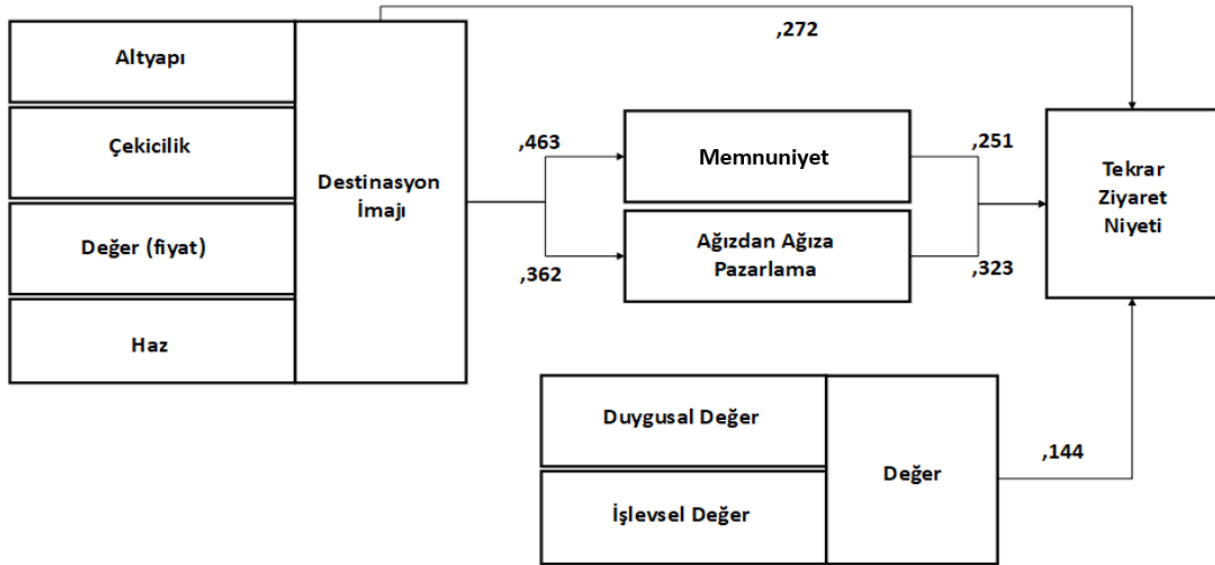 ,272
Altyapı
Çekicilik
Değer (fiyat)
Haz
Destinasyon
İmajı
,463
,362
Memnuniyet
Ağızdan Ağıza
Pazarlama
,251
,323
Tekrar
Ziyaret
Niyeti
Duygusal Değer
İşlevsel Değer
Değer
,144